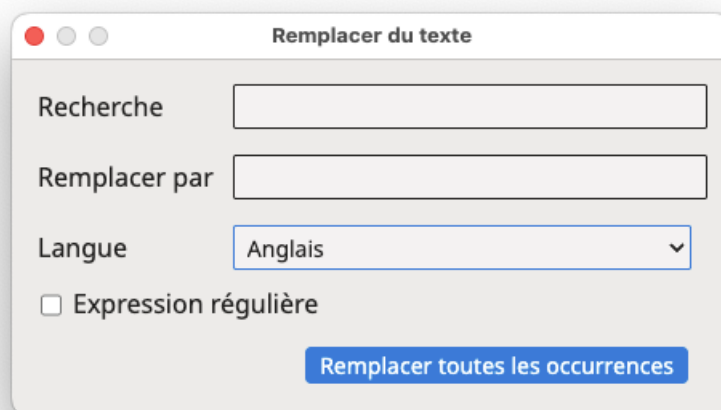 Remplacer du texte
Recherche
Remplacer par
Langue Anglais
Expression régulière
Remplacer toutes les occurrences